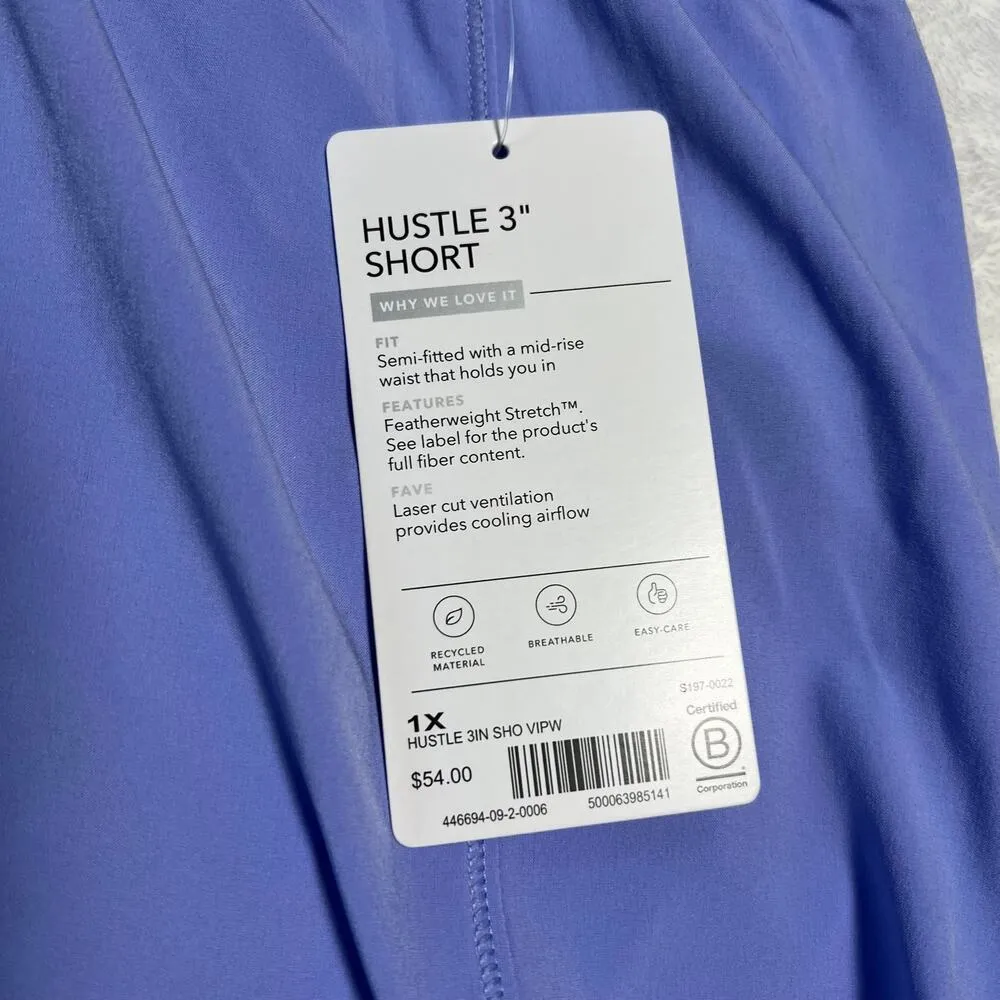 HUSTLE 3"
SHORT
WHY WE LOVE IT
FIT
Semi-fitted with a mid-rise
waist that holds you in
FEATURES
Featherweight Stretch™.
See label for the product's
full fiber content.
FAVE
Laser cut ventilation
provides cooling airflow
RECYCLED
MATERIAL
BREATHABLE
EASY-CARE
S197-0022
1X
HUSTLE 3IN SHO VIPW
$54.00
446694-09-2-0006
500063985141
Certified
B
Corporation